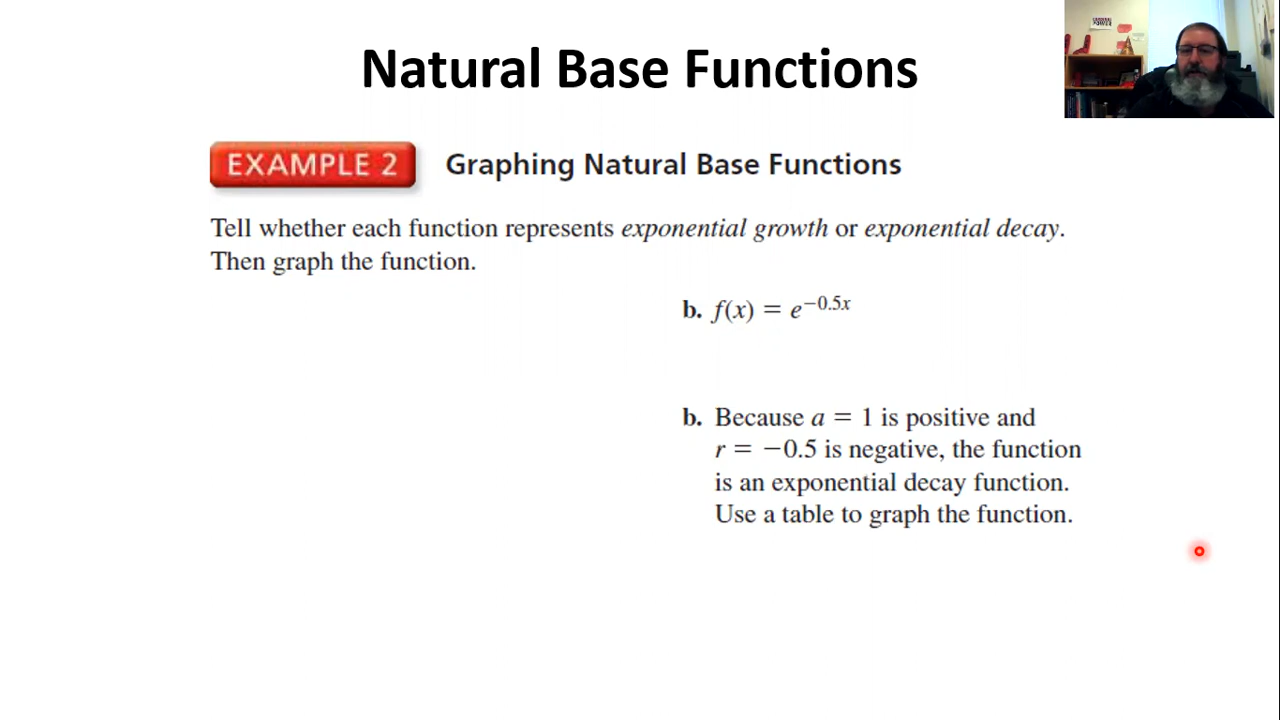 Natural Base Functions
EXAMPLE 2 Graphing Natural Base Functions
Tell whether each function represents exponential growth or exponential decay.
Then graph the function.
b. f(x) = e^{−0.5x}
b. Because a = 1 is positive and
r = −0.5 is negative, the function
is an exponential decay function.
Use a table to graph the function.